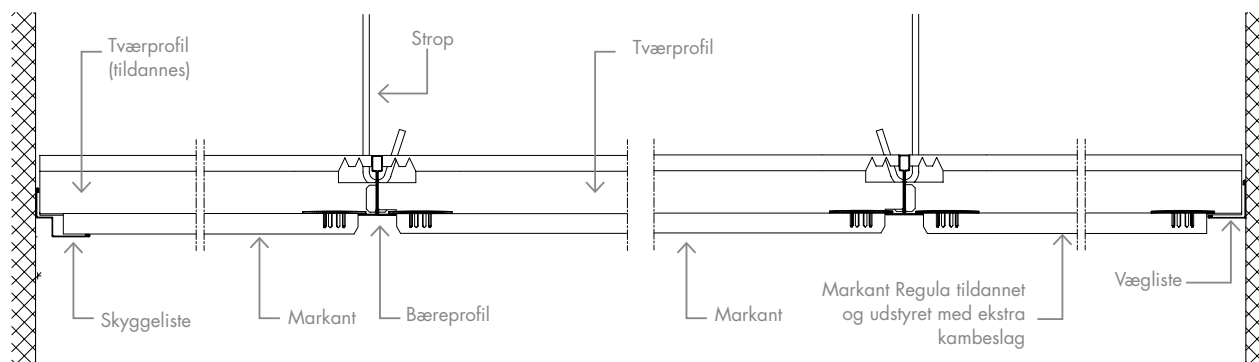 Tværprofil
(tildannes)
Strop
Tværprofil
Skyggeliste
Markant
Bæreprofil
Markant
Markant Regula tildannet
og udstyret med ekstra
kambeslag
Vægliste